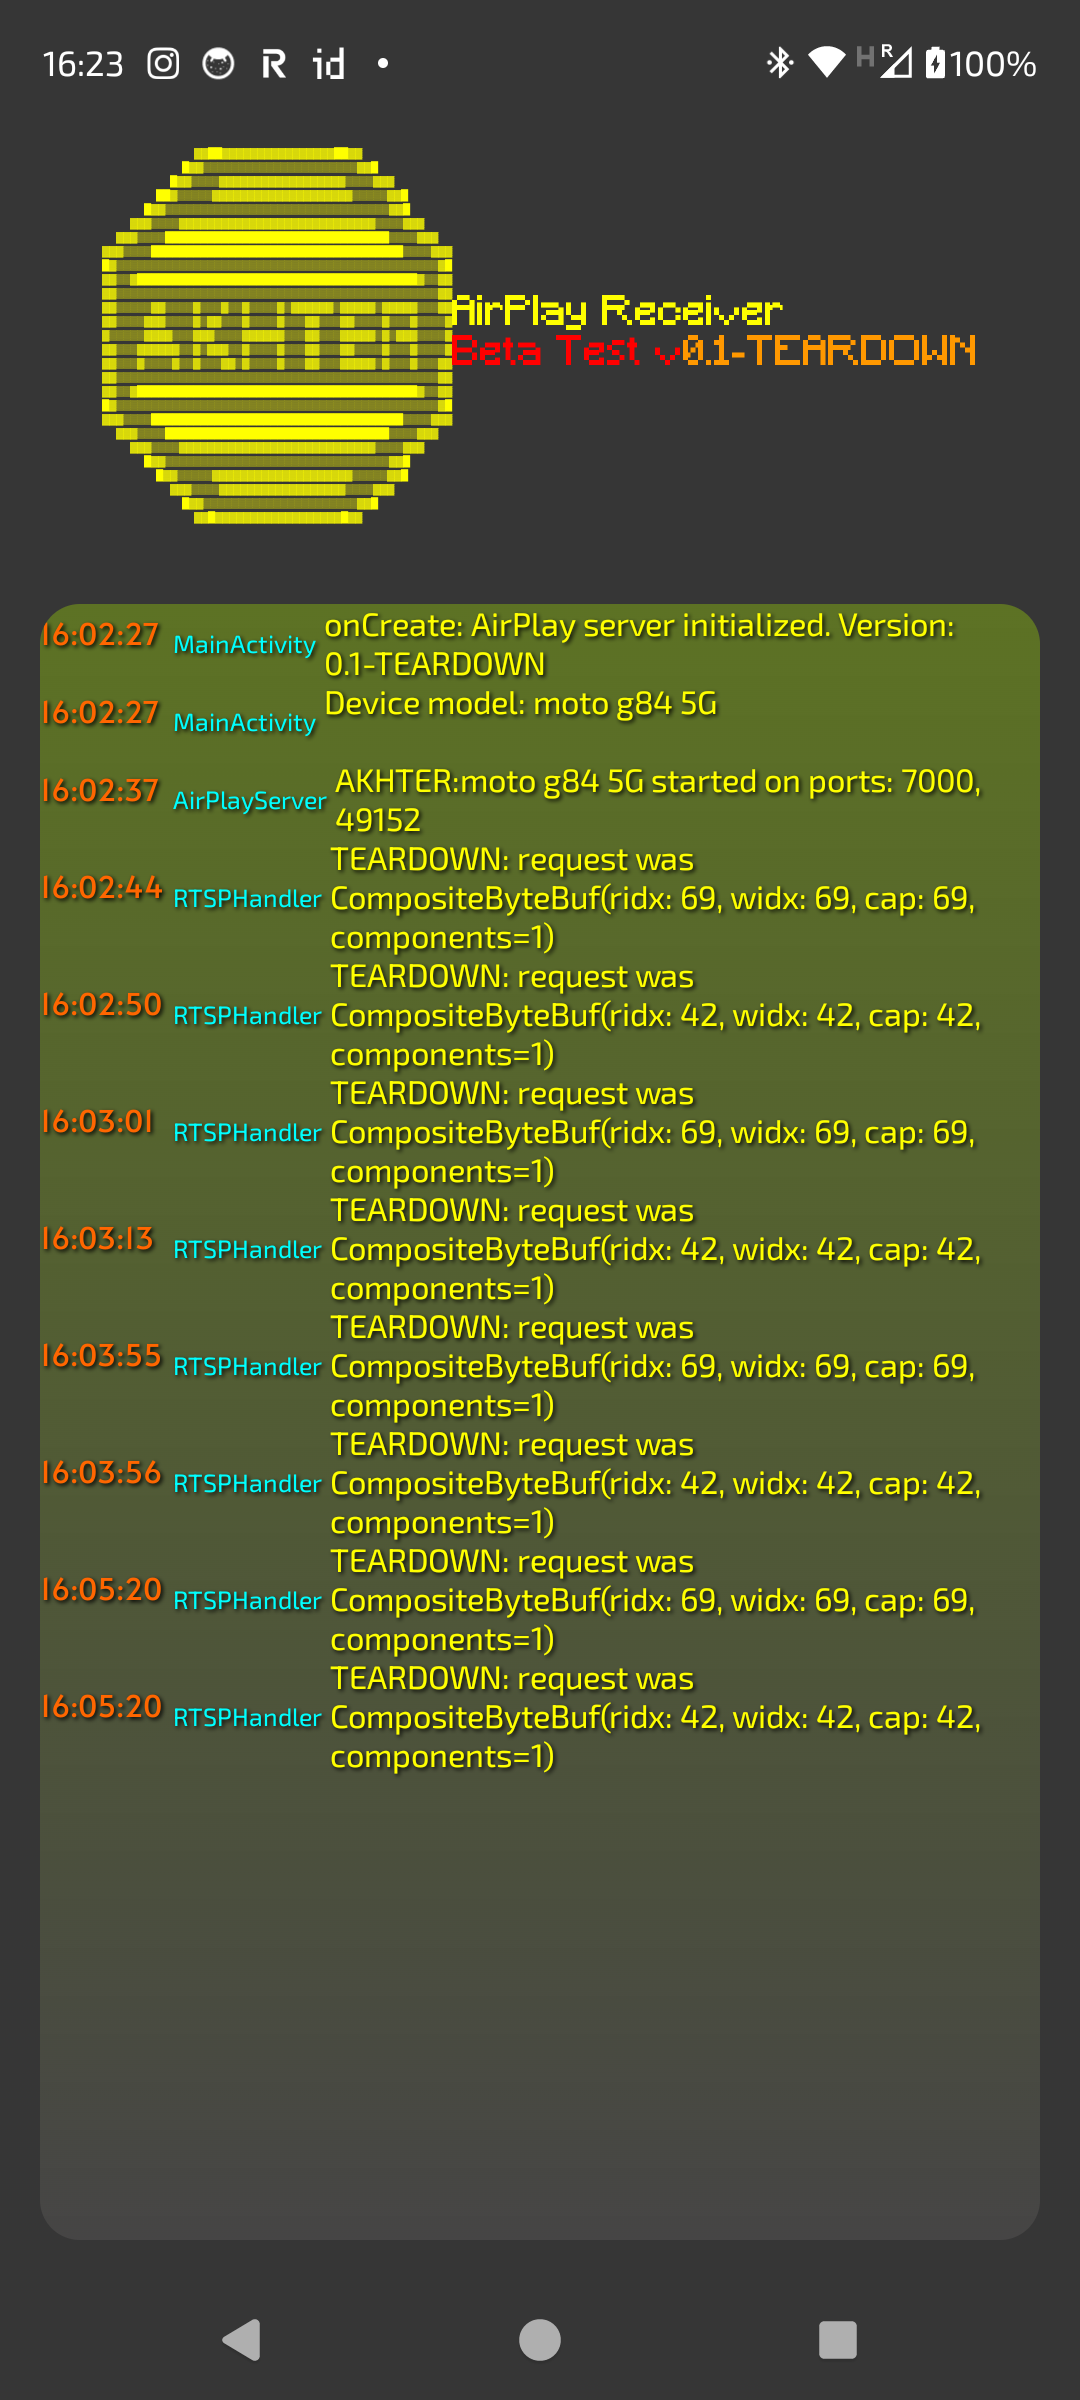 16:23 100%
AirPlay Receiver
Beta Test v0.1-TEARDOWN
16:02:27 MainActivity onCreate: AirPlay server initialized. Version:
0.1-TEARDOWN
16:02:27 MainActivity Device model: moto g84 5G
16:02:37 AirPlayServer AKHTER:moto g84 5G started on ports: 7000,
49152
TEARDOWN: request was
16:02:44 RTSPHandler CompositeByteBuf(ridx: 69, widx: 69, cap: 69,
components=1)
TEARDOWN: request was
16:02:50 RTSPHandler CompositeByteBuf(ridx: 42, widx: 42, cap: 42,
components=1)
TEARDOWN: request was
16:03:01 RTSPHandler CompositeByteBuf(ridx: 69, widx: 69, cap: 69,
components=1)
TEARDOWN: request was
16:03:13 RTSPHandler CompositeByteBuf(ridx: 42, widx: 42, cap: 42,
components=1)
TEARDOWN: request was
16:03:55 RTSPHandler CompositeByteBuf(ridx: 69, widx: 69, cap: 69,
components=1)
TEARDOWN: request was
16:03:56 RTSPHandler CompositeByteBuf(ridx: 42, widx: 42, cap: 42,
components=1)
TEARDOWN: request was
16:05:20 RTSPHandler CompositeByteBuf(ridx: 69, widx: 69, cap: 69,
components=1)
TEARDOWN: request was
16:05:20 RTSPHandler CompositeByteBuf(ridx: 42, widx: 42, cap: 42,
components=1)